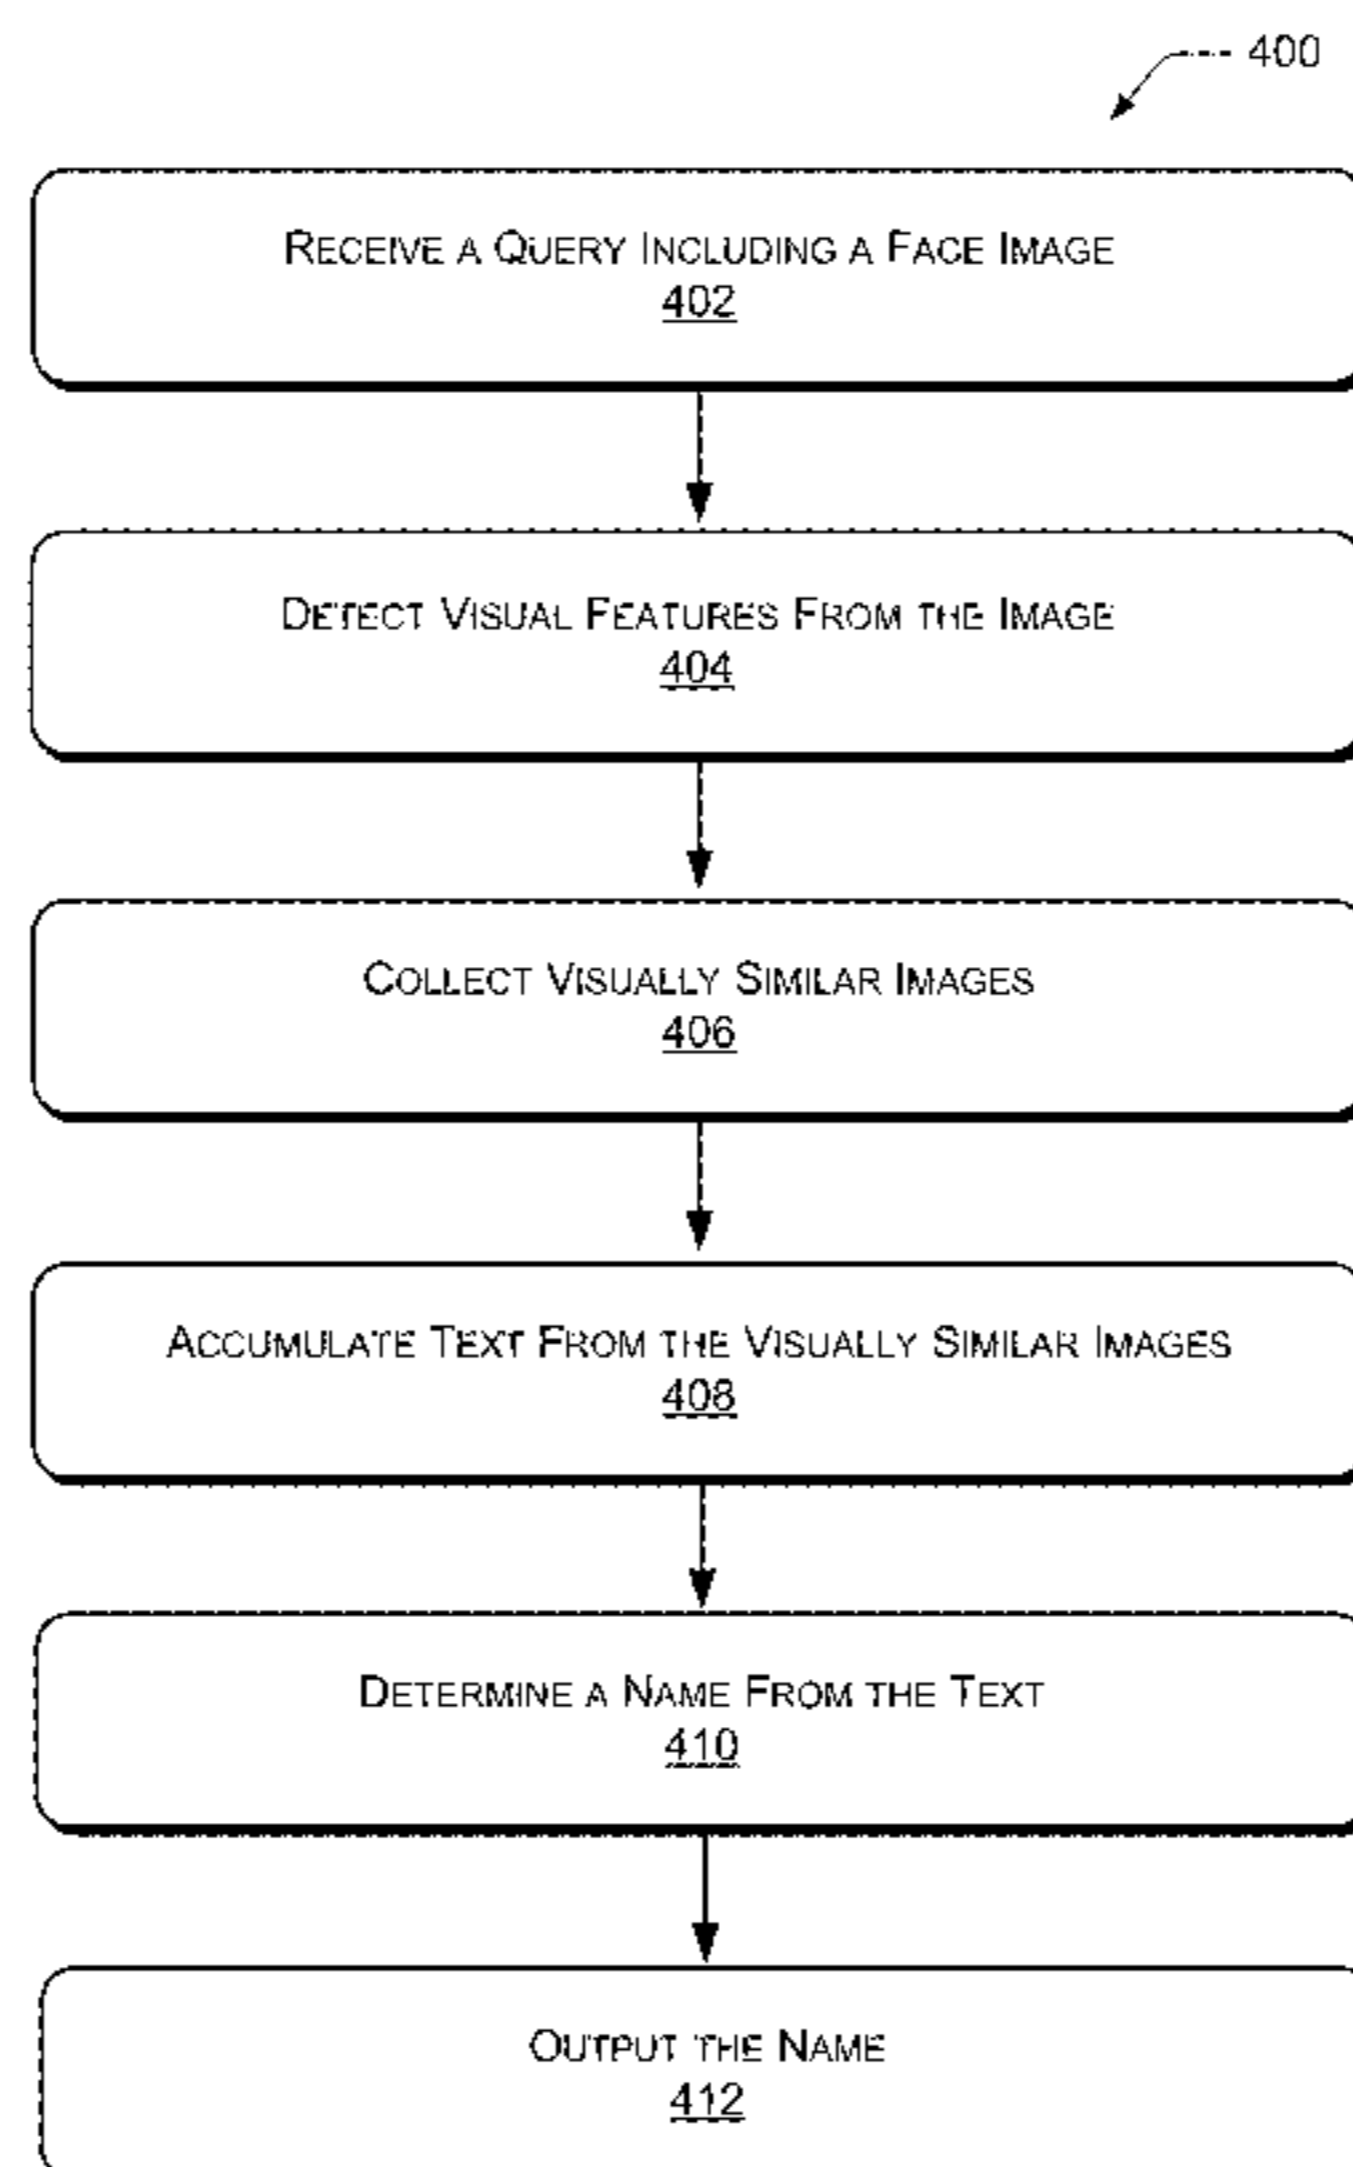 400
RECEIVE A QUERY INCLUDING A FACE IMAGE
402
DETECT VISUAL FEATURES FROM THE IMAGE
404
COLLECT VISUALLY SIMILAR IMAGES
406
ACCUMULATE TEXT FROM THE VISUALLY SIMILAR IMAGES
408
DETERMINE A NAME FROM THE TEXT
410
OUTPUT THE NAME
412